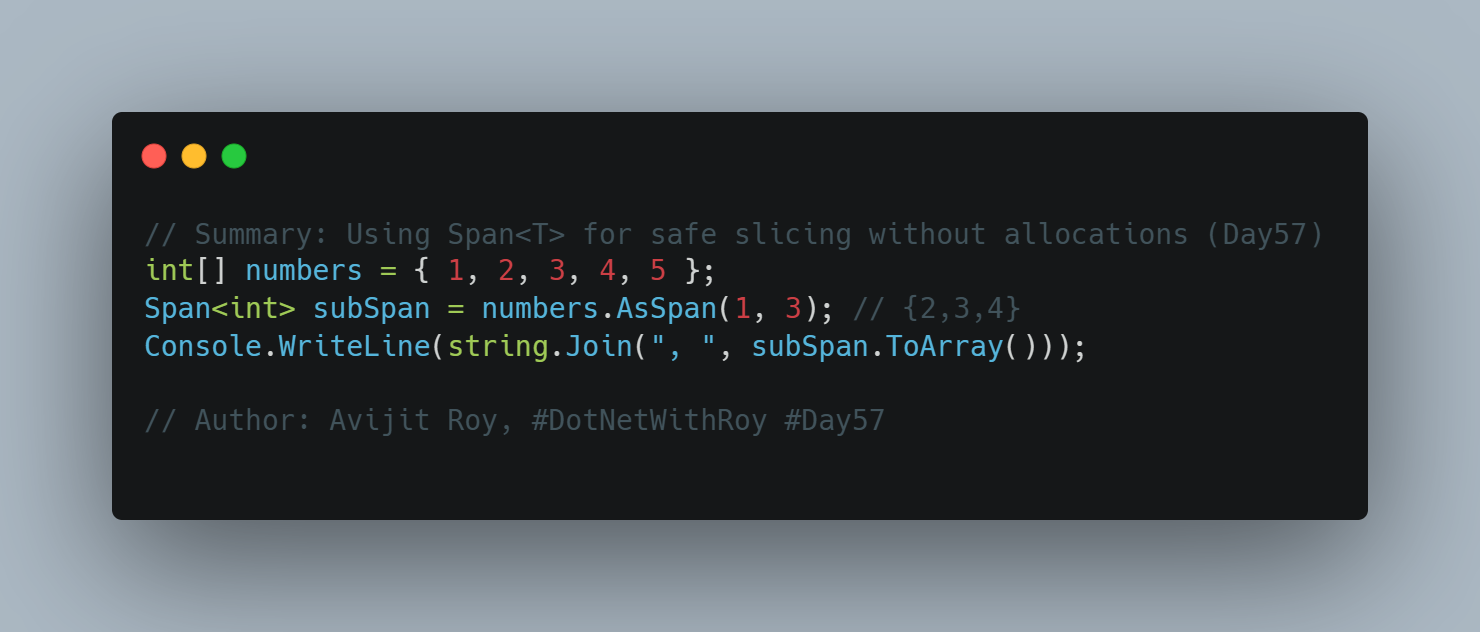 // Summary: Using Span<T> for safe slicing without allocations (Day57)
int[] numbers = { 1, 2, 3, 4, 5 };
Span<int> subSpan = numbers.AsSpan(1, 3); // {2,3,4}
Console.WriteLine(string.Join(", ", subSpan.ToArray()));
// Author: Avijit Roy, #DotNetWithRoy #Day57